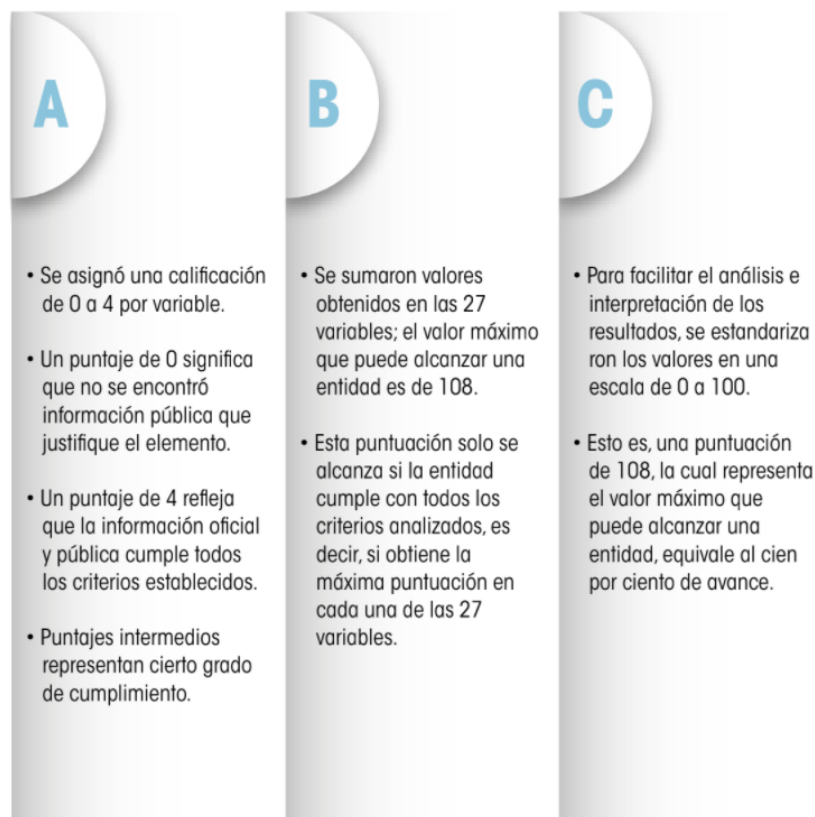 A
• Se asignó una calificación
de 0 a 4 por variable.
• Un puntaje de 0 significa
que no se encontró
información pública que
justifique el elemento.
• Un puntaje de 4 refleja
que la información oficial
y pública cumple todos
los criterios establecidos.
• Puntajes intermedios
representan cierto grado
de cumplimiento.
B
• Se sumaron valores
obtenidos en las 27
variables; el valor máximo
que puede alcanzar una
entidad es de 108.
• Esta puntuación solo se
alcanza si la entidad
cumple con todos los
criterios analizados, es
decir, si obtiene la
máxima puntuación en
cada una de las 27
variables.
C
• Para facilitar el análisis e
interpretación de los
resultados, se estandariza
ron los valores en una
escala de 0 a 100.
• Esto es, una puntuación
de 108, la cual representa
el valor máximo que
puede alcanzar una
entidad, equivale al cien
por ciento de avance.